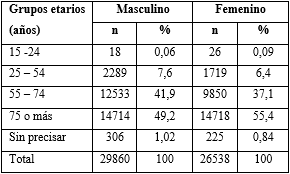 Grupos etarios (años) Masculino Femenino
n % n %
15 -24 18 0,06 26 0,09
25 – 54 2289 7,6 1719 6,4
55 – 74 12533 41,9 9850 37,1
75 o más 14714 49,2 14718 55,4
Sin precisar 306 1,02 225 0,84
Total 29860 100 26538 100